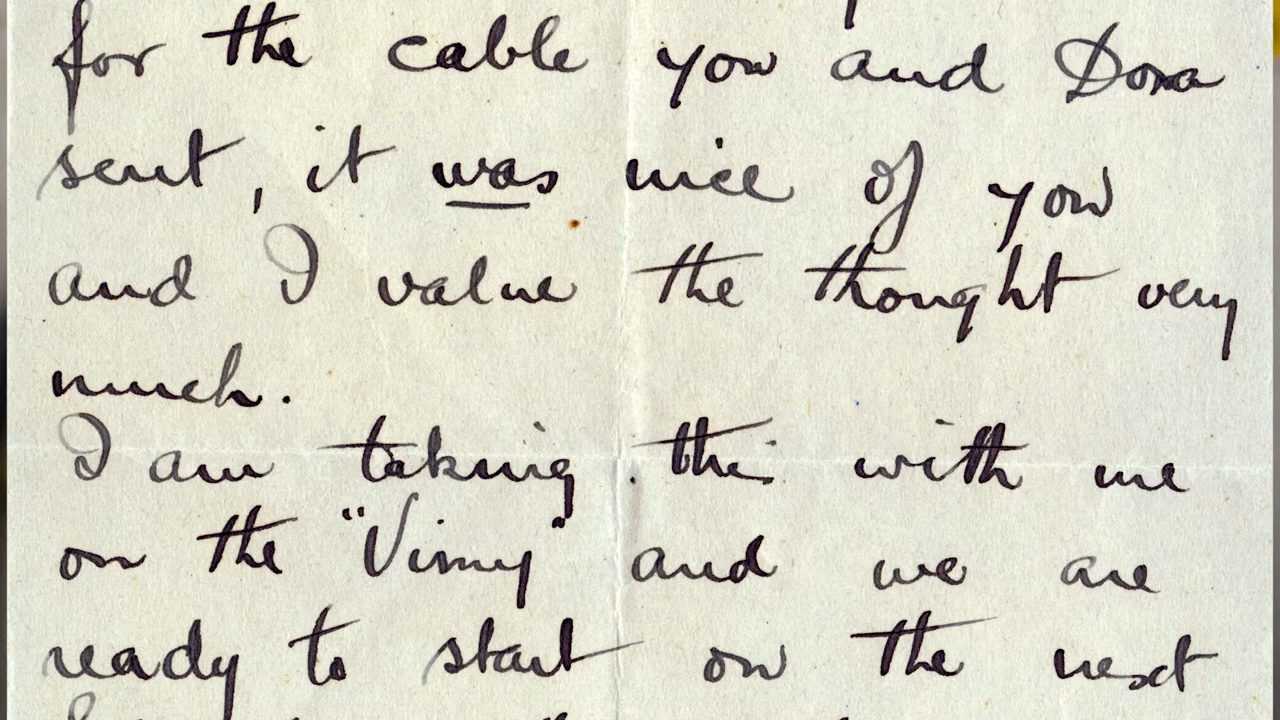 for the cable you and Dora
sent, it was nice of you
and I value the thought very
much.
I am taking this with me
on the "Vimy" and we are
ready to start on the next